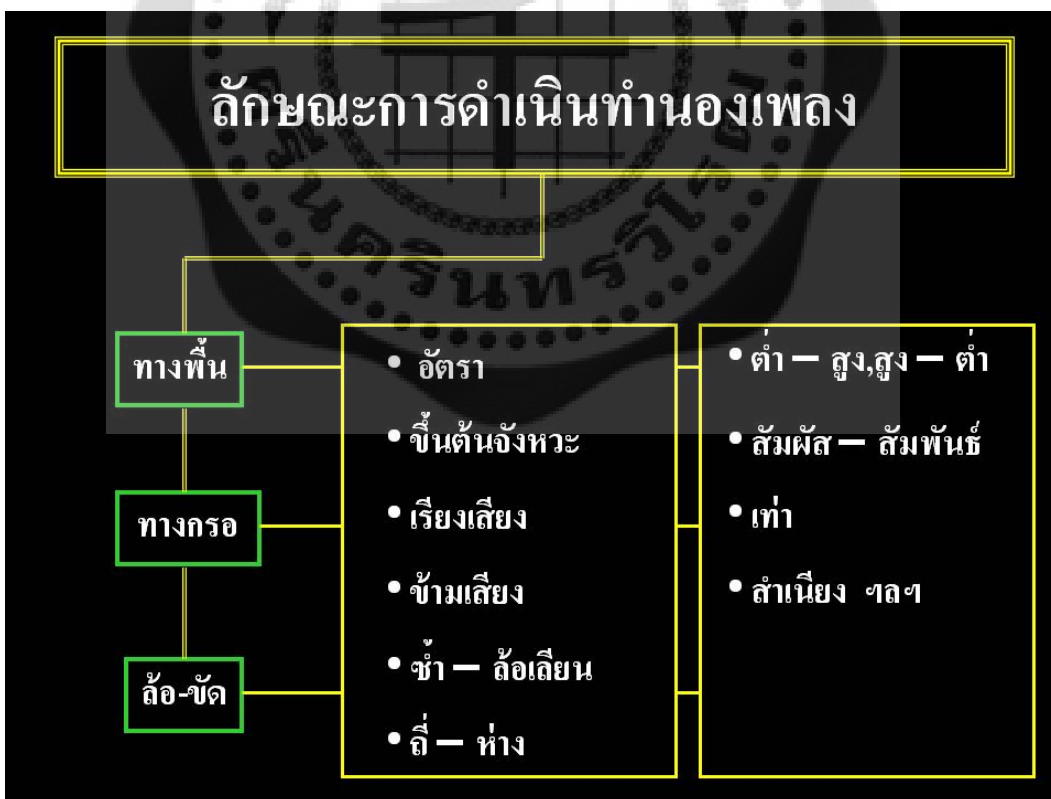 ลักษณะการดำเนินทำนองเพลง
ทางพื้น
ทางกรอ
ล้อ-ขัด
• อัตรา
• ขึ้นต้นจังหวะ
• เรียงเสียง
• ข้ามเสียง
• ซ้ำ – ล้อเลียน
• ถี่ – ห่าง
• ต่ำ – สูง,สูง – ต่ำ
• สัมผัส – สัมพันธ์
• เท่า
• สำเนียง ฯลฯ